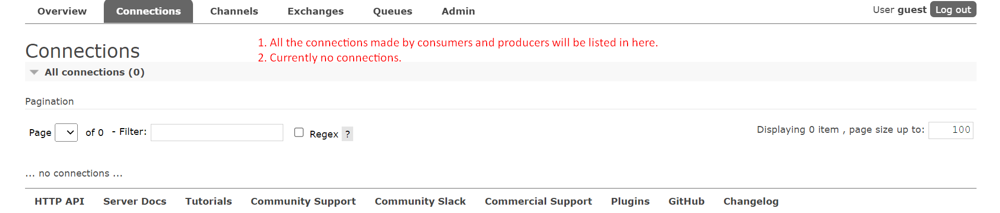 Overview Connections Channels Exchanges Queues Admin User guest Log out
Connections
1. All the connections made by consumers and producers will be listed in here.
2. Currently no connections.
All connections (0)
Pagination
Page of 0 - Filter: Regex ? Displaying 0 item , page size up to: 100
... no connections ...
HTTP API Server Docs Tutorials Community Support Community Slack Commercial Support Plugins GitHub Changelog